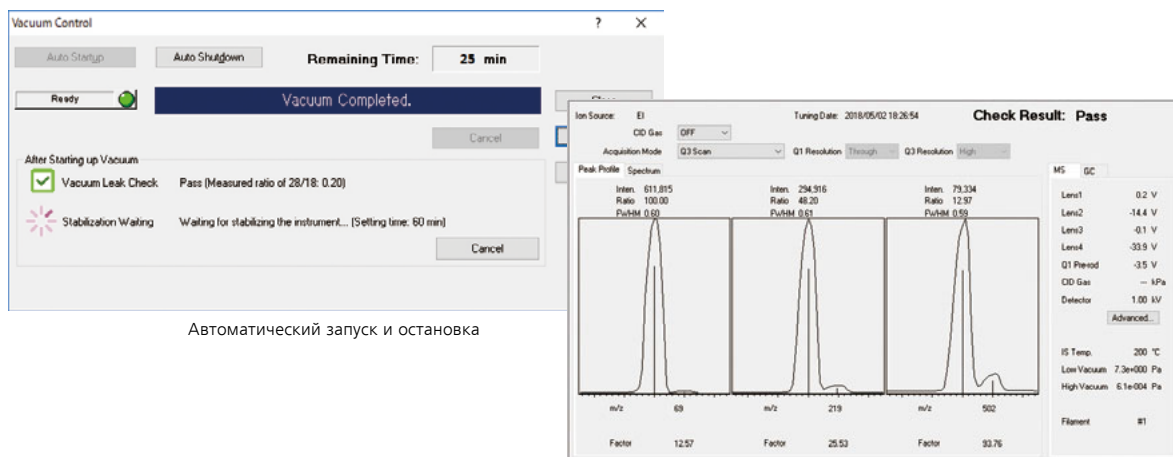 Vacuum Control ? ×
Auto Startup Auto Shutdown Remaining Time: 25 min
Ready Vacuum Completed.
Cancel
After Starting up Vacuum
Vacuum Leak Check Pass (Measured ratio of 28/18: 0.20)
Stabilization Waiting Waiting for stabilizing the instrument... (Setting time: 60 min)
Cancel
Автоматический запуск и остановка
Ion Source: EI Tuning Date: 2018/05/02 18:26:54 Check Result: Pass
CID Gas OFF
Acquisition Mode Q3 Scan Q1 Resolution Through Q3 Resolution High
Peak Profile Spectrum
Inten. 611,815 Inten. 294,916 Inten. 79,334
Ratio 100.00 Ratio 48.20 Ratio 12.97
FWHM 0.60 FWHM 0.61 FWHM 0.59
m/z 69 m/z 219 m/z 502
Factor 12.57 Factor 25.53 Factor 93.76
MS GC
Lens1 0.2 V
Lens2 -14.4 V
Lens3 -0.1 V
Lens4 -33.9 V
Q1 Pre-rod -3.5 V
CID Gas -- kPa
Detector 1.00 kV
Advanced...
IS Temp. 200 °C
Low Vacuum 7.3e+000 Pa
High Vacuum 6.1e-004 Pa
Filament #1